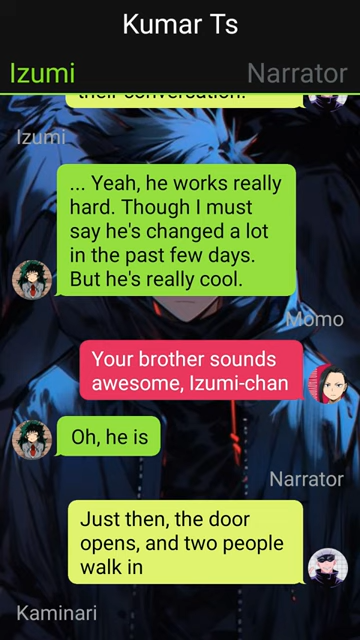 Kumar Ts
Izumi Narrator
their conversation.
Izumi
... Yeah, he works really
hard. Though I must
say he's changed a lot
in the past few days.
But he's really cool.
Momo
Your brother sounds
awesome, Izumi-chan
Oh, he is
Narrator
Just then, the door
opens, and two people
walk in
Kaminari